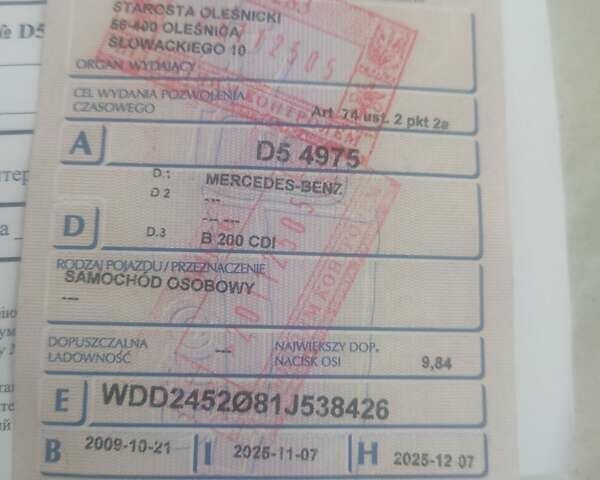 STAROSTA OLEŚNICKI
56-400 OLEŚNICA
SŁOWACKIEGO 10
ORGAN WYDAJĄCY
CEL WYDANIA POZWOLENIA
CZASOWEGO
Art 74 ust. 2 pkt 2a
A D5 4975
D.1 MERCEDES-BENZ
D 2 ---
--- ---
D D.3 B 200 CDI
RODZAJ POJAZDU / PRZEZNACZENIE
SAMOCHÓD OSOBOWY
---
DOPUSZCZALNA ŁADOWNOŚĆ --- NAJWIĘKSZY DOP. NACISK OSI 9,84
E WDD2452Ø81J538426
B 2009-10-21 I 2025-11-07 H 2025-12 07